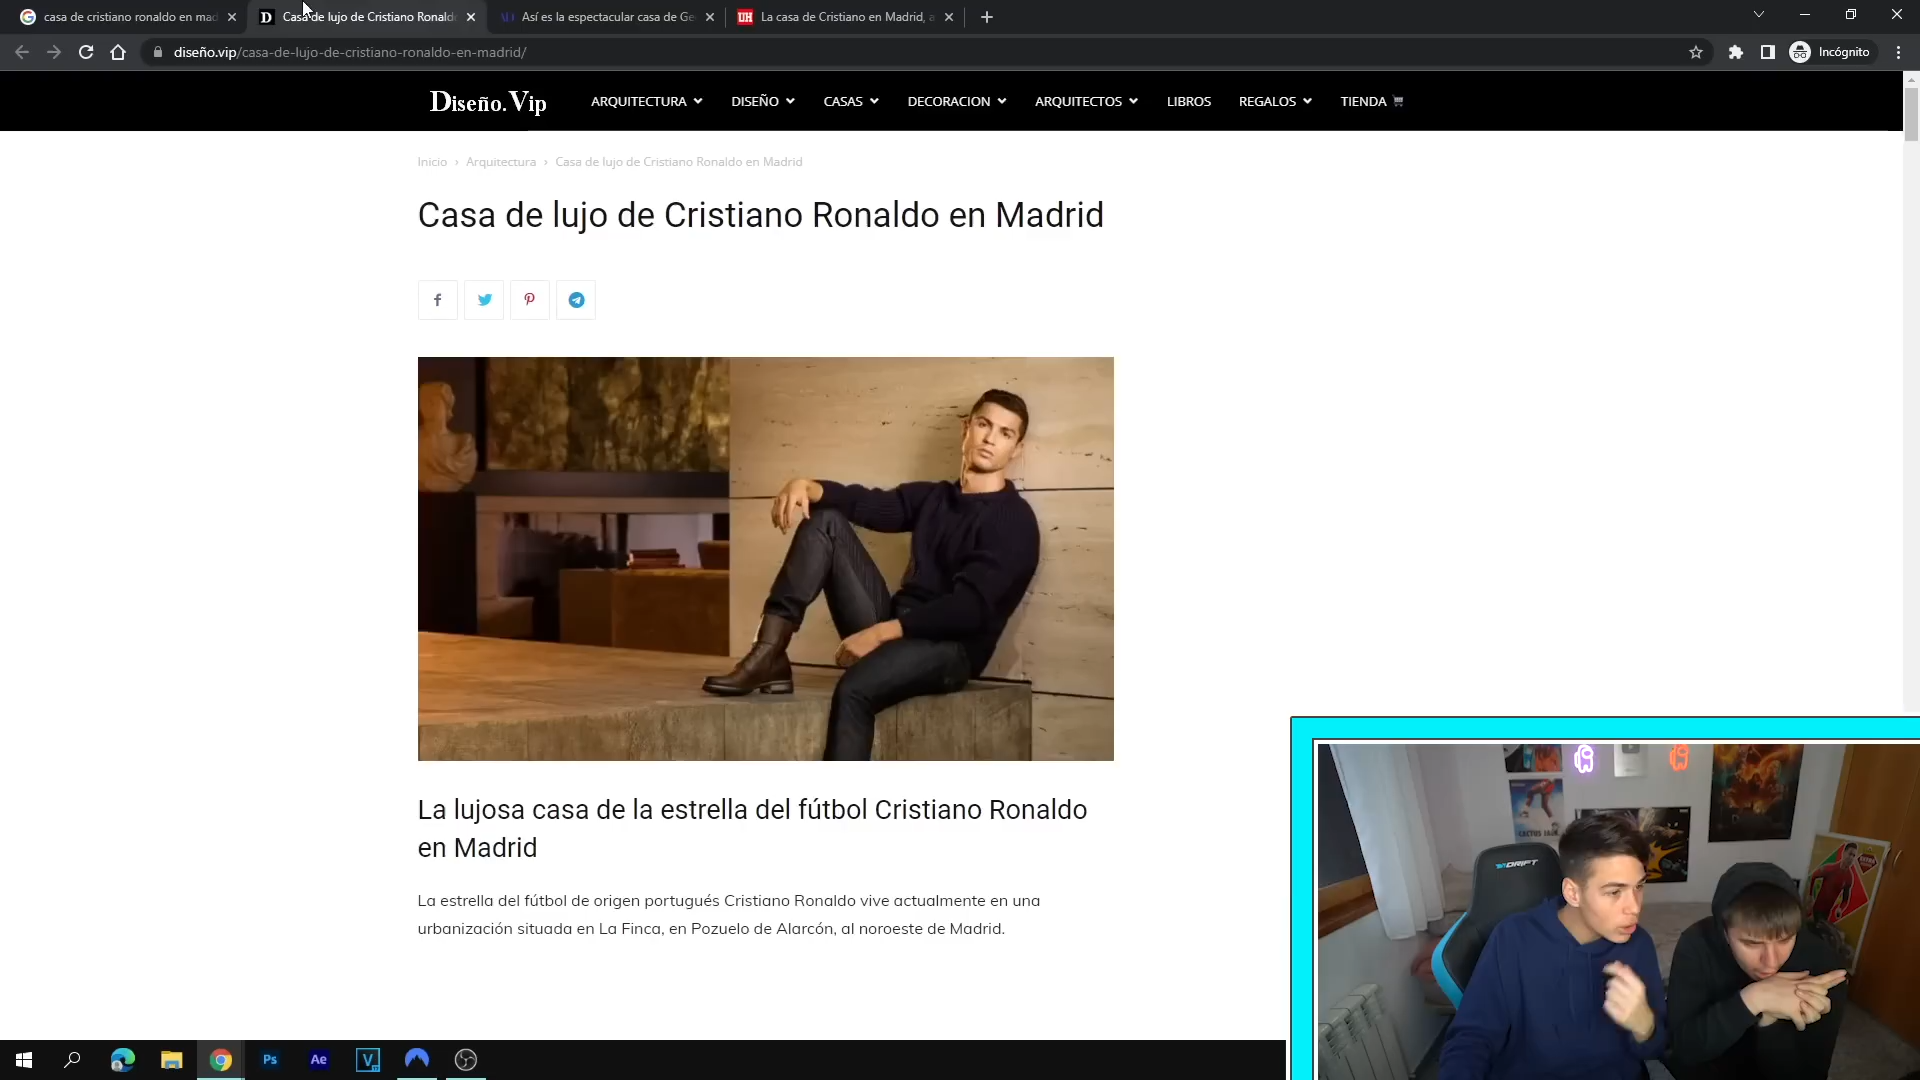 casa de cristiano ronaldo en mad
Casa de lujo de Cristiano Ronald
Así es la espectacular casa de Ge
La casa de Cristiano en Madrid, a
diseño.vip/casa-de-lujo-de-cristiano-ronaldo-en-madrid/
Incógnito
Diseño.Vip
ARQUITECTURA
DISEÑO
CASAS
DECORACION
ARQUITECTOS
LIBROS
REGALOS
TIENDA
Inicio › Arquitectura › Casa de lujo de Cristiano Ronaldo en Madrid
Casa de lujo de Cristiano Ronaldo en Madrid
La lujosa casa de la estrella del fútbol Cristiano Ronaldo
en Madrid
La estrella del fútbol de origen portugués Cristiano Ronaldo vive actualmente en una
urbanización situada en La Finca, en Pozuelo de Alarcón, al noroeste de Madrid.
CACTUS JACK
DRIFT
Ps
Ae
V